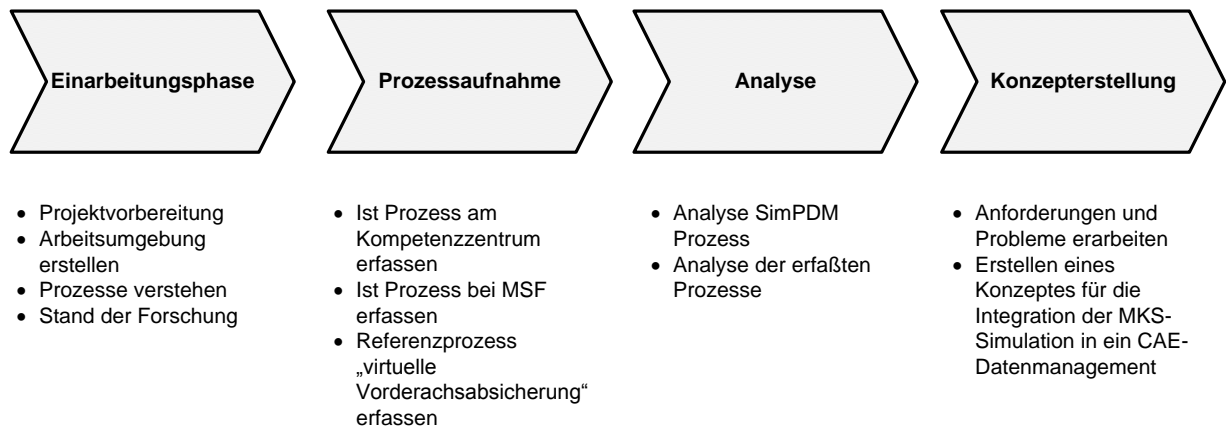 Einarbeitungsphase
Prozessaufnahme
Analyse
Konzepterstellung
• Projektvorbereitung
• Arbeitsumgebung
erstellen
• Prozesse verstehen
• Stand der Forschung
• Ist Prozess am
Kompetenzzentrum
erfassen
• Ist Prozess bei MSF
erfassen
• Referenzprozess
„virtuelle
Vorderachsabsicherung“
erfassen
• Analyse SimPDM
Prozess
• Analyse der erfaßten
Prozesse
• Anforderungen und
Probleme erarbeiten
• Erstellen eines
Konzeptes für die
Integration der MKS-
Simulation in ein CAE-
Datenmanagement